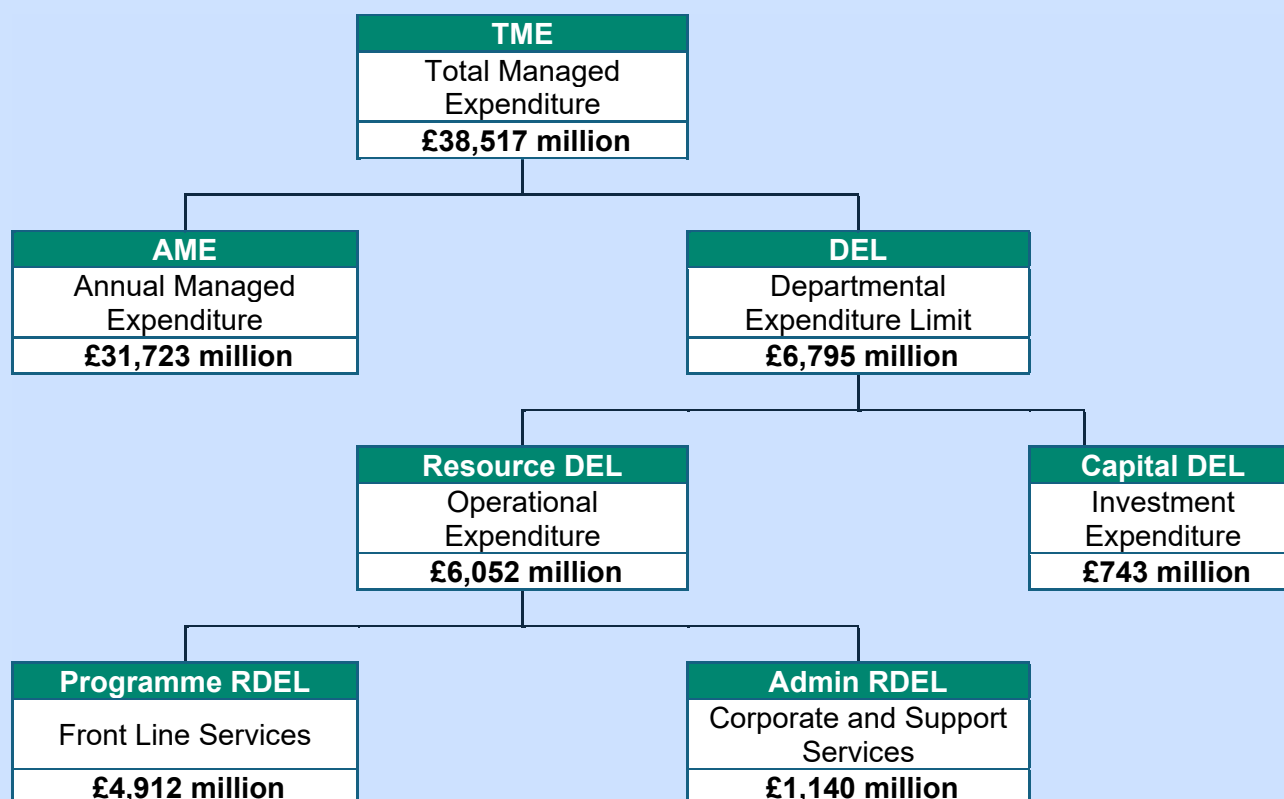 TME
Total Managed
Expenditure
£38,517 million
AME
Annual Managed
Expenditure
£31,723 million
DEL
Departmental
Expenditure Limit
£6,795 million
Resource DEL
Operational
Expenditure
£6,052 million
Capital DEL
Investment
Expenditure
£743 million
Programme RDEL
Front Line Services
£4,912 million
Admin RDEL
Corporate and Support
Services
£1,140 million